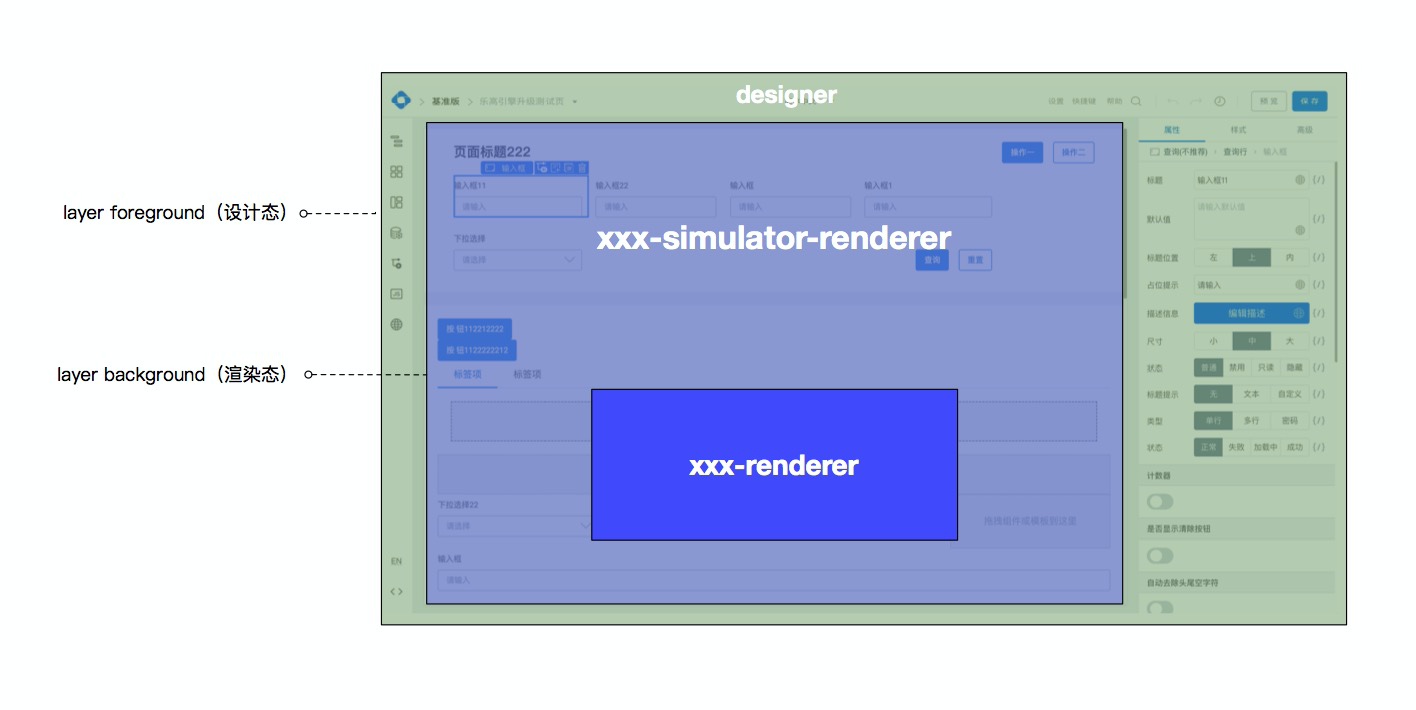 designer
基准版 > 乐高引擎升级测试页
设置 快捷键 帮助
预览 保存
页面标题222
操作一 操作二
输入框
输入框11 输入框22 输入框 输入框1
请输入 请输入 请输入 请输入
layer foreground（设计态）
xxx-simulator-renderer
下拉选择
请选择
查询 重置
按钮112212222
按钮1122222212
layer background（渲染态）
标签项 标签项
xxx-renderer
下拉选择22
请选择
拖拽组件或模板到这里
输入框
请输入
EN
属性 样式 高级
查询(不推荐) > 查询行 > 输入框
标题 输入框11 {/}
默认值 请输入默认值 {/}
标题位置 左 上 内 {/}
占位提示 请输入 {/}
描述信息 编辑描述 {/}
尺寸 小 中 大 {/}
状态 普通 禁用 只读 隐藏 {/}
标题提示 无 文本 自定义 {/}
类型 单行 多行 密码 {/}
状态 正常 失败 加载中 成功 {/}
计数器
是否显示清除按钮
自动去除头尾空字符